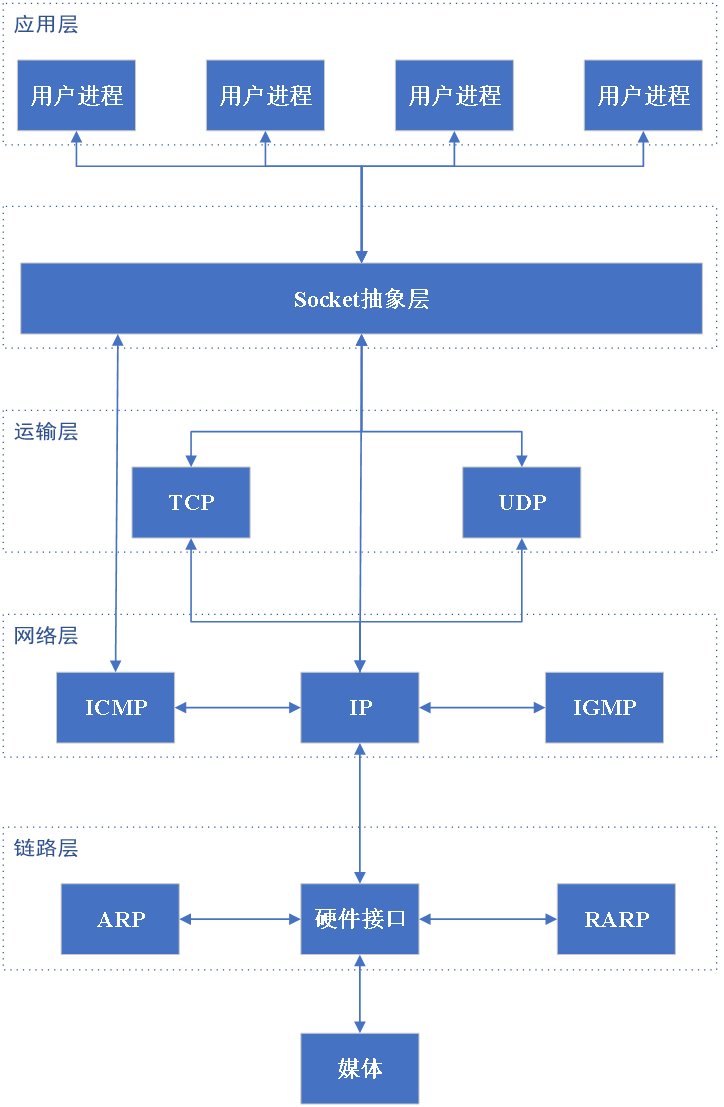 应用层
用户进程
用户进程
用户进程
用户进程
Socket抽象层
运输层
TCP
UDP
网络层
ICMP
IP
IGMP
链路层
ARP
硬件接口
RARP
媒体